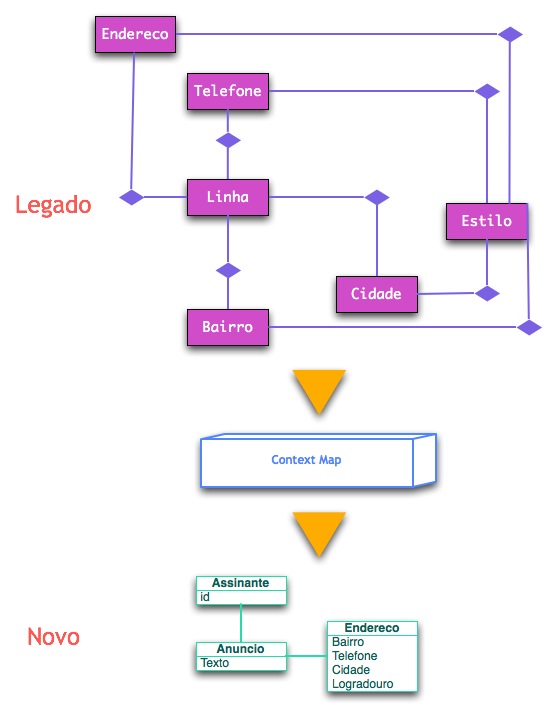 Endereco
Telefone
Legado
Linha
Estilo
Cidade
Bairro
Context Map
Assinante
id
Novo
Anuncio
Texto
Endereco
Bairro
Telefone
Cidade
Logradouro